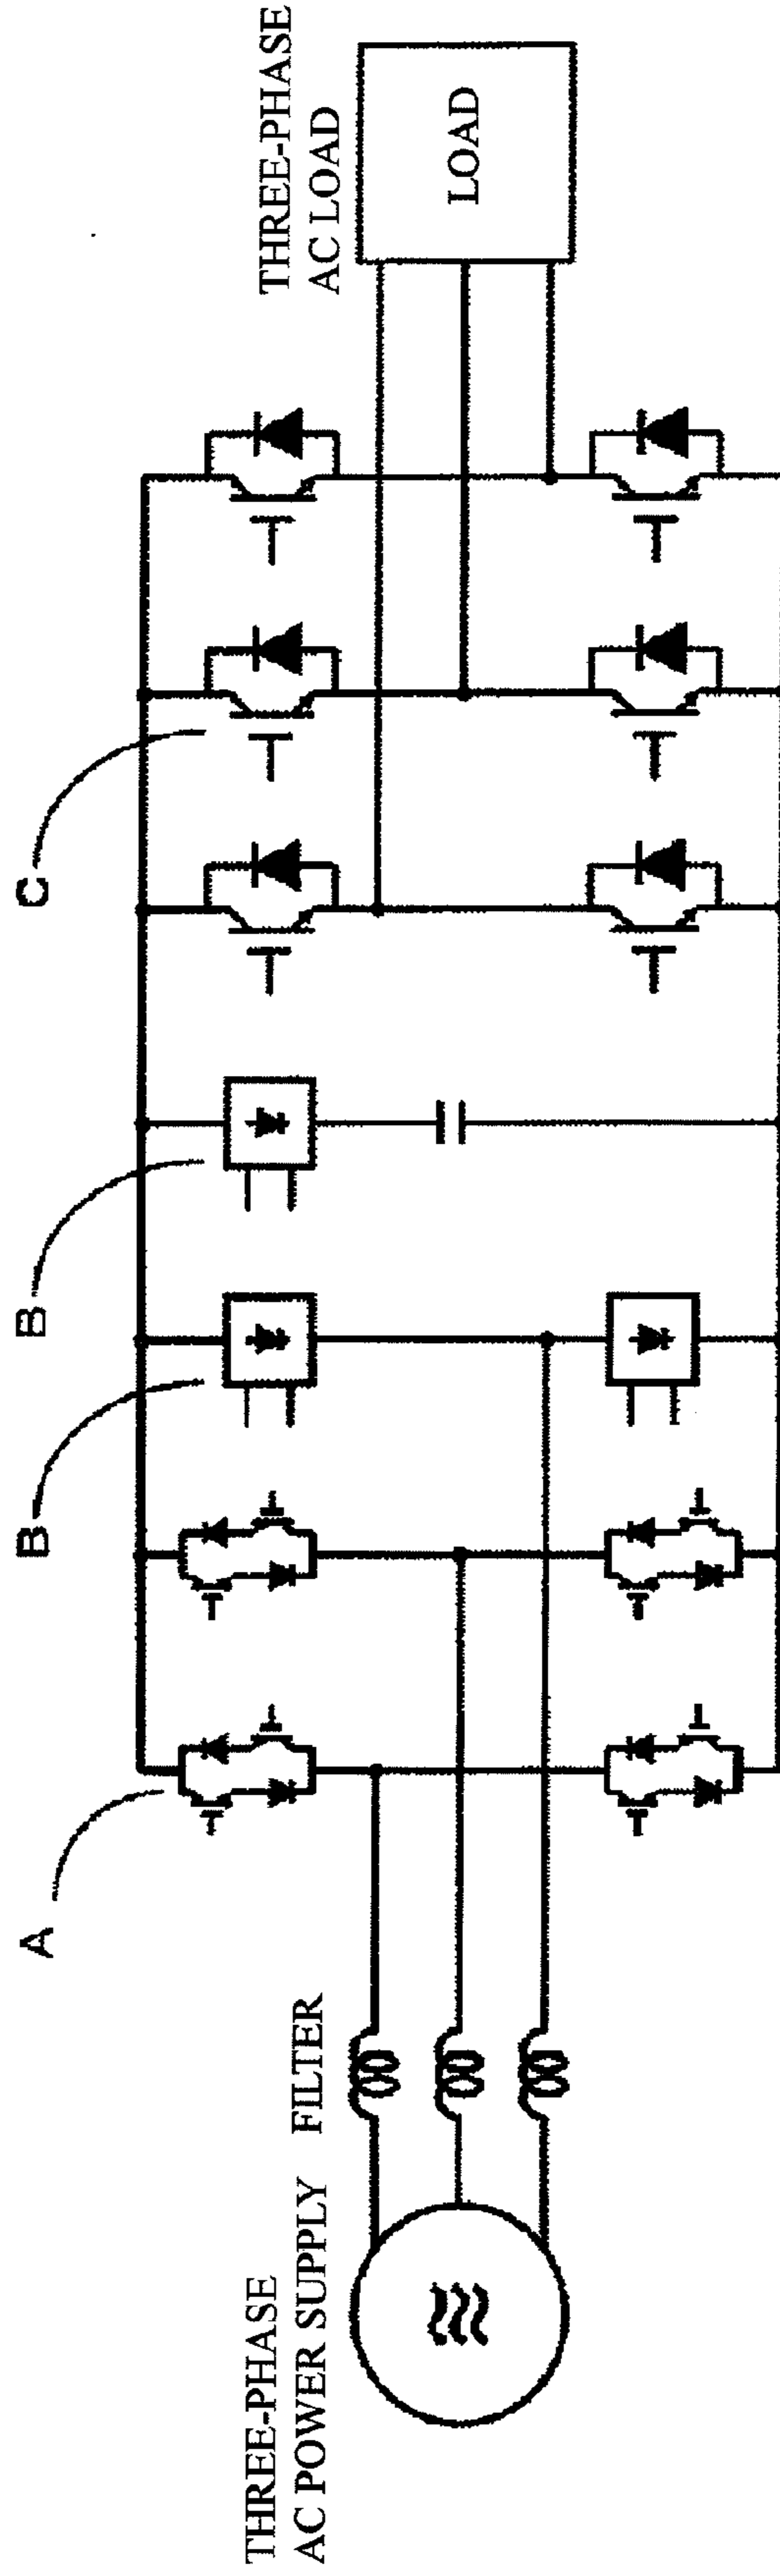 THREE-PHASE
AC POWER SUPPLY
FILTER
A
B
B
C
THREE-PHASE
AC LOAD
LOAD